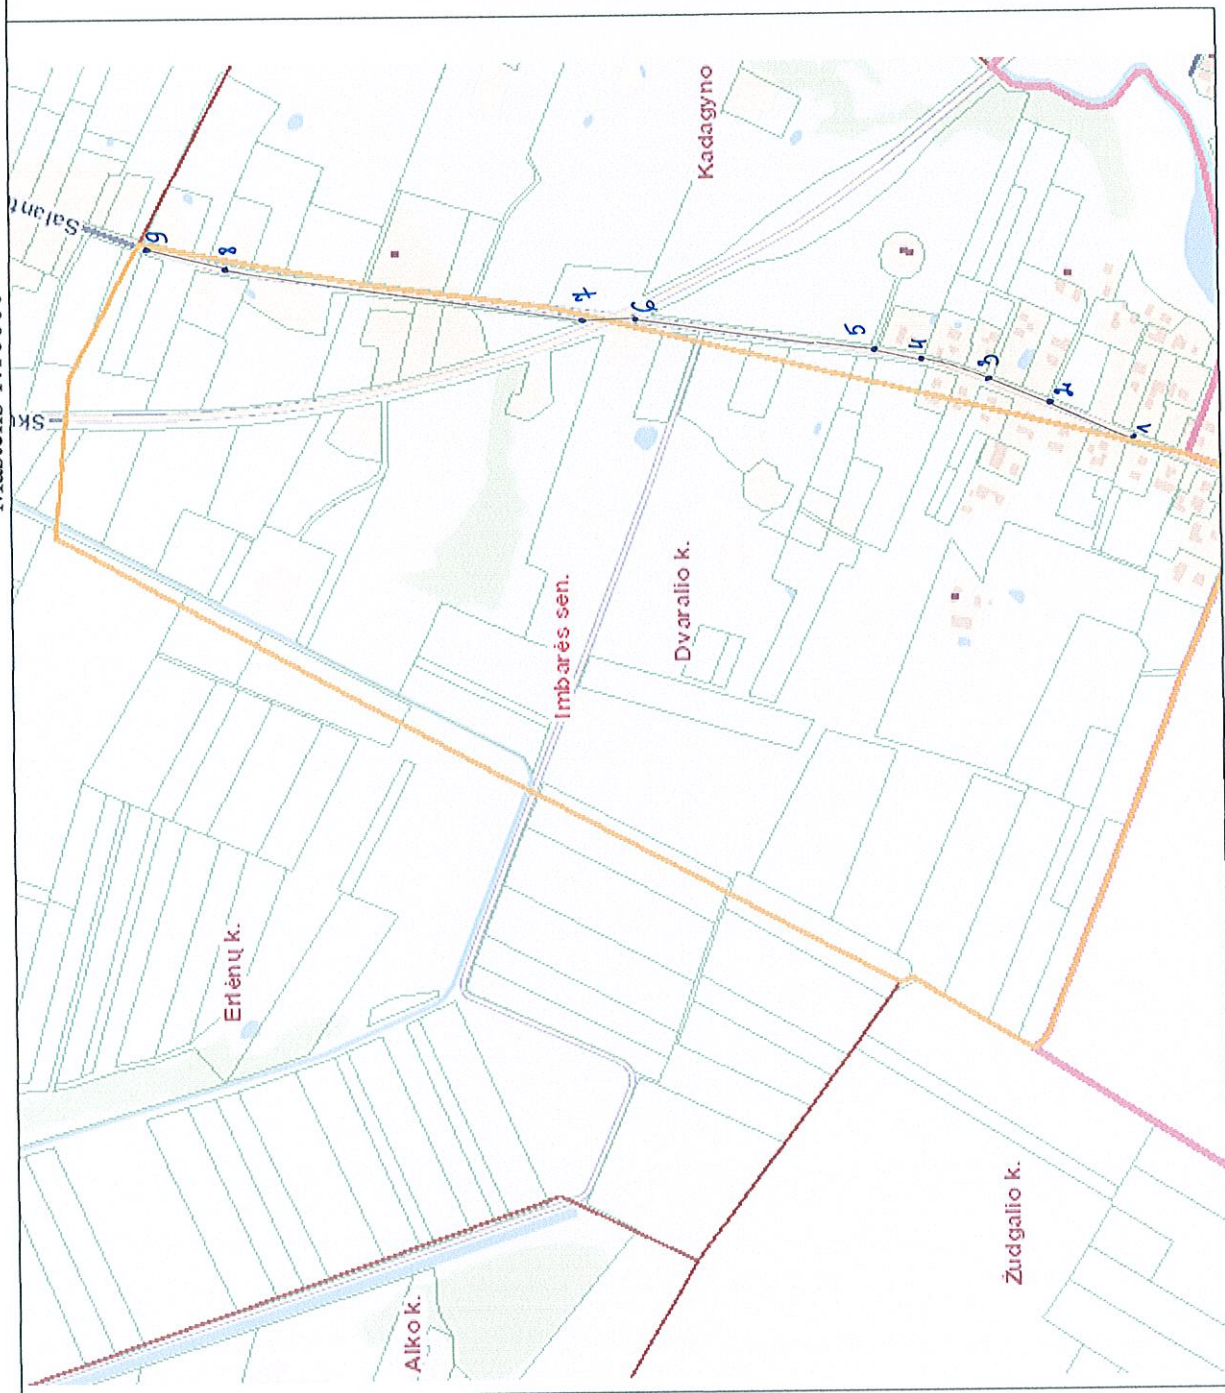 Salant
Sk
Kadagyno
Imbarės sen.
Dvaralio k.
Erlėnų k.
Alko k.
Žudgalio k.
1
2
3
4
5
6
7
8
9